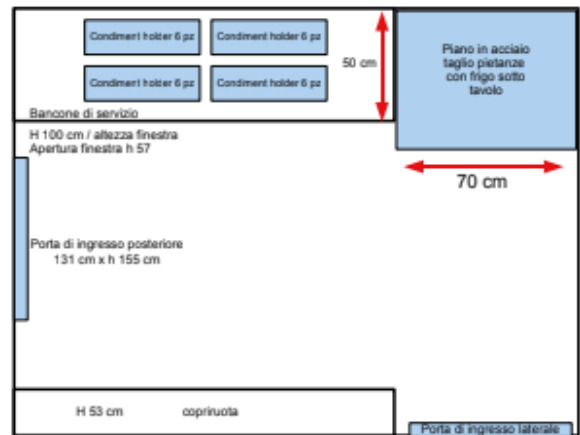 Condiment holder 6 pz
Condiment holder 6 pz
Condiment holder 6 pz
Condiment holder 6 pz
50 cm
Piano in acciaio
taglio pietanze
con frigo sotto
tavolo
Bancone di servizio
H 100 cm / altezza finestra
Apertura finestra h 57
70 cm
Porta di ingresso posteriore
131 cm x h 155 cm
H 53 cm
copriruota
Porta di ingresso laterale